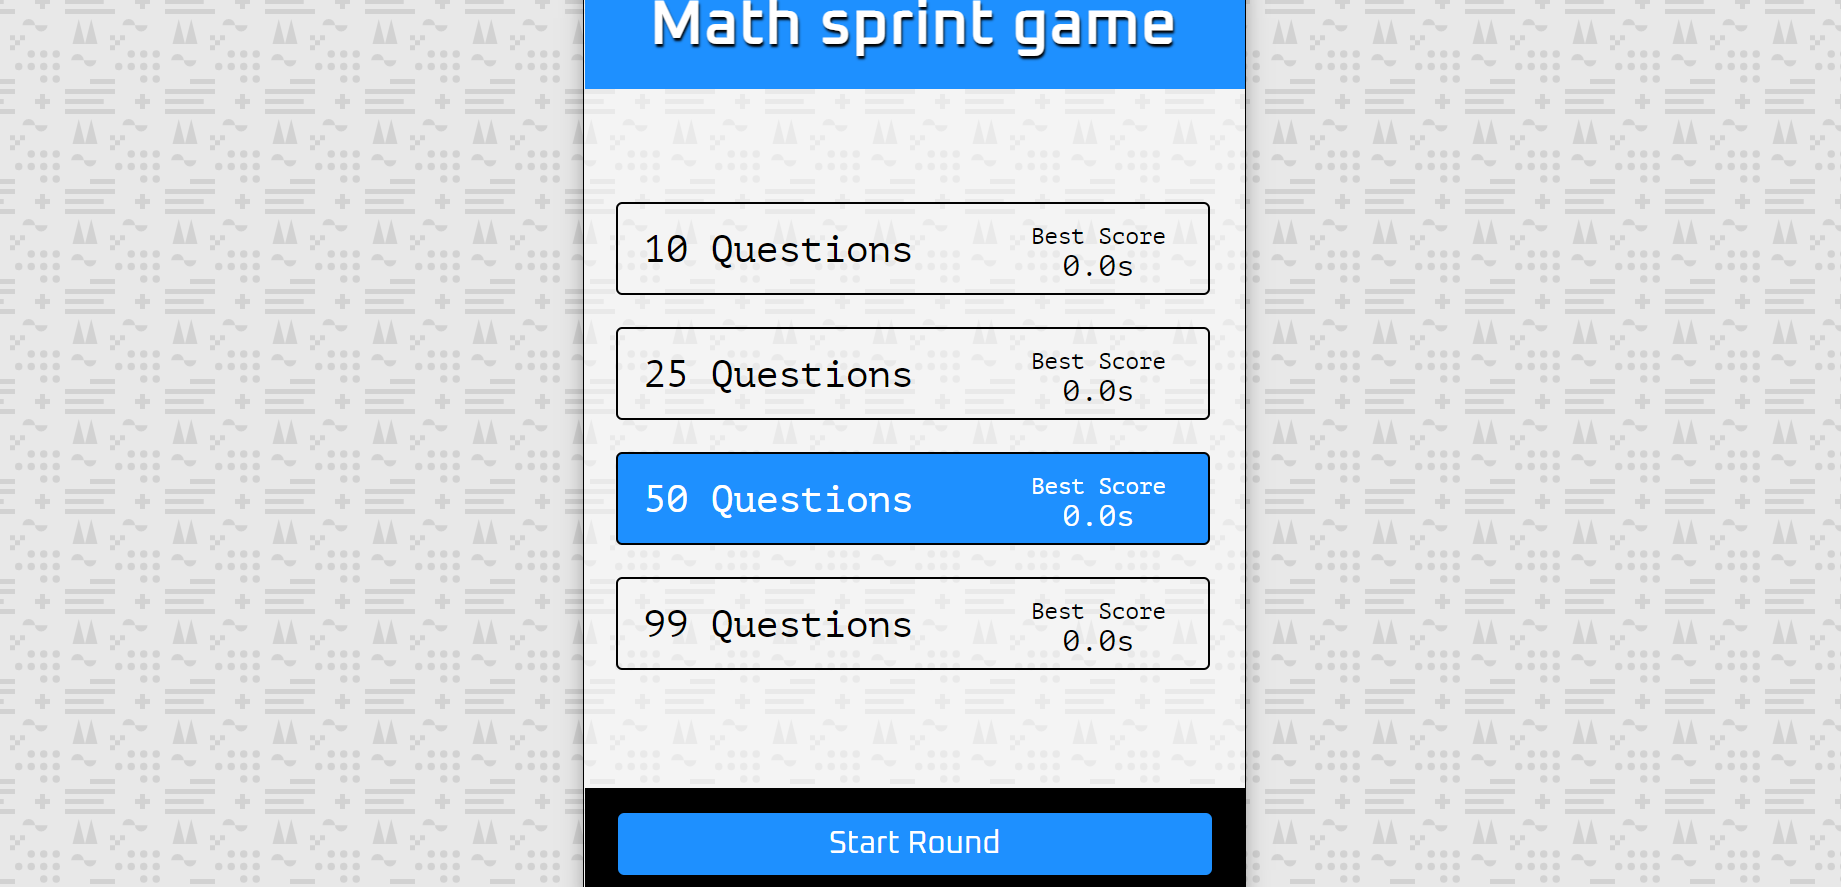 Math sprint game
10 Questions
Best Score
0.0s
25 Questions
Best Score
0.0s
50 Questions
Best Score
0.0s
99 Questions
Best Score
0.0s
Start Round